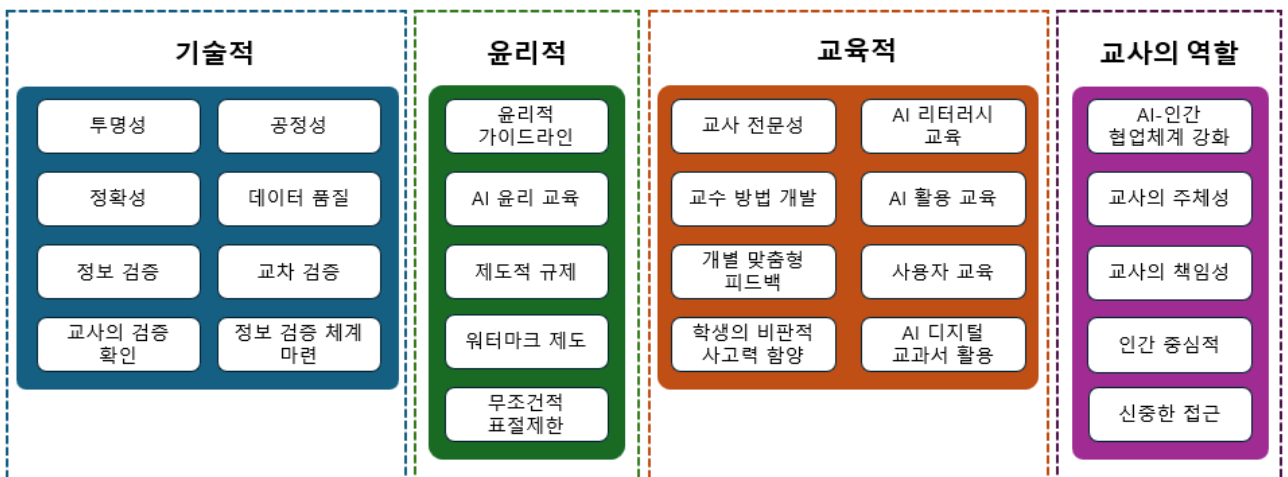 기술적
투명성
공정성
정확성
데이터 품질
정보 검증
교차 검증
교사의 검증
확인
정보 검증 체계
마련
윤리적
윤리적
가이드라인
AI 윤리 교육
제도적 규제
워터마크 제도
무조건적
표절제한
교육적
교사 전문성
AI 리터러시
교육
교수 방법 개발
AI 활용 교육
개별 맞춤형
피드백
사용자 교육
학생의 비판적
사고력 함양
AI 디지털
교과서 활용
교사의 역할
AI-인간
협업체계 강화
교사의 주체성
교사의 책임성
인간 중심적
신중한 접근